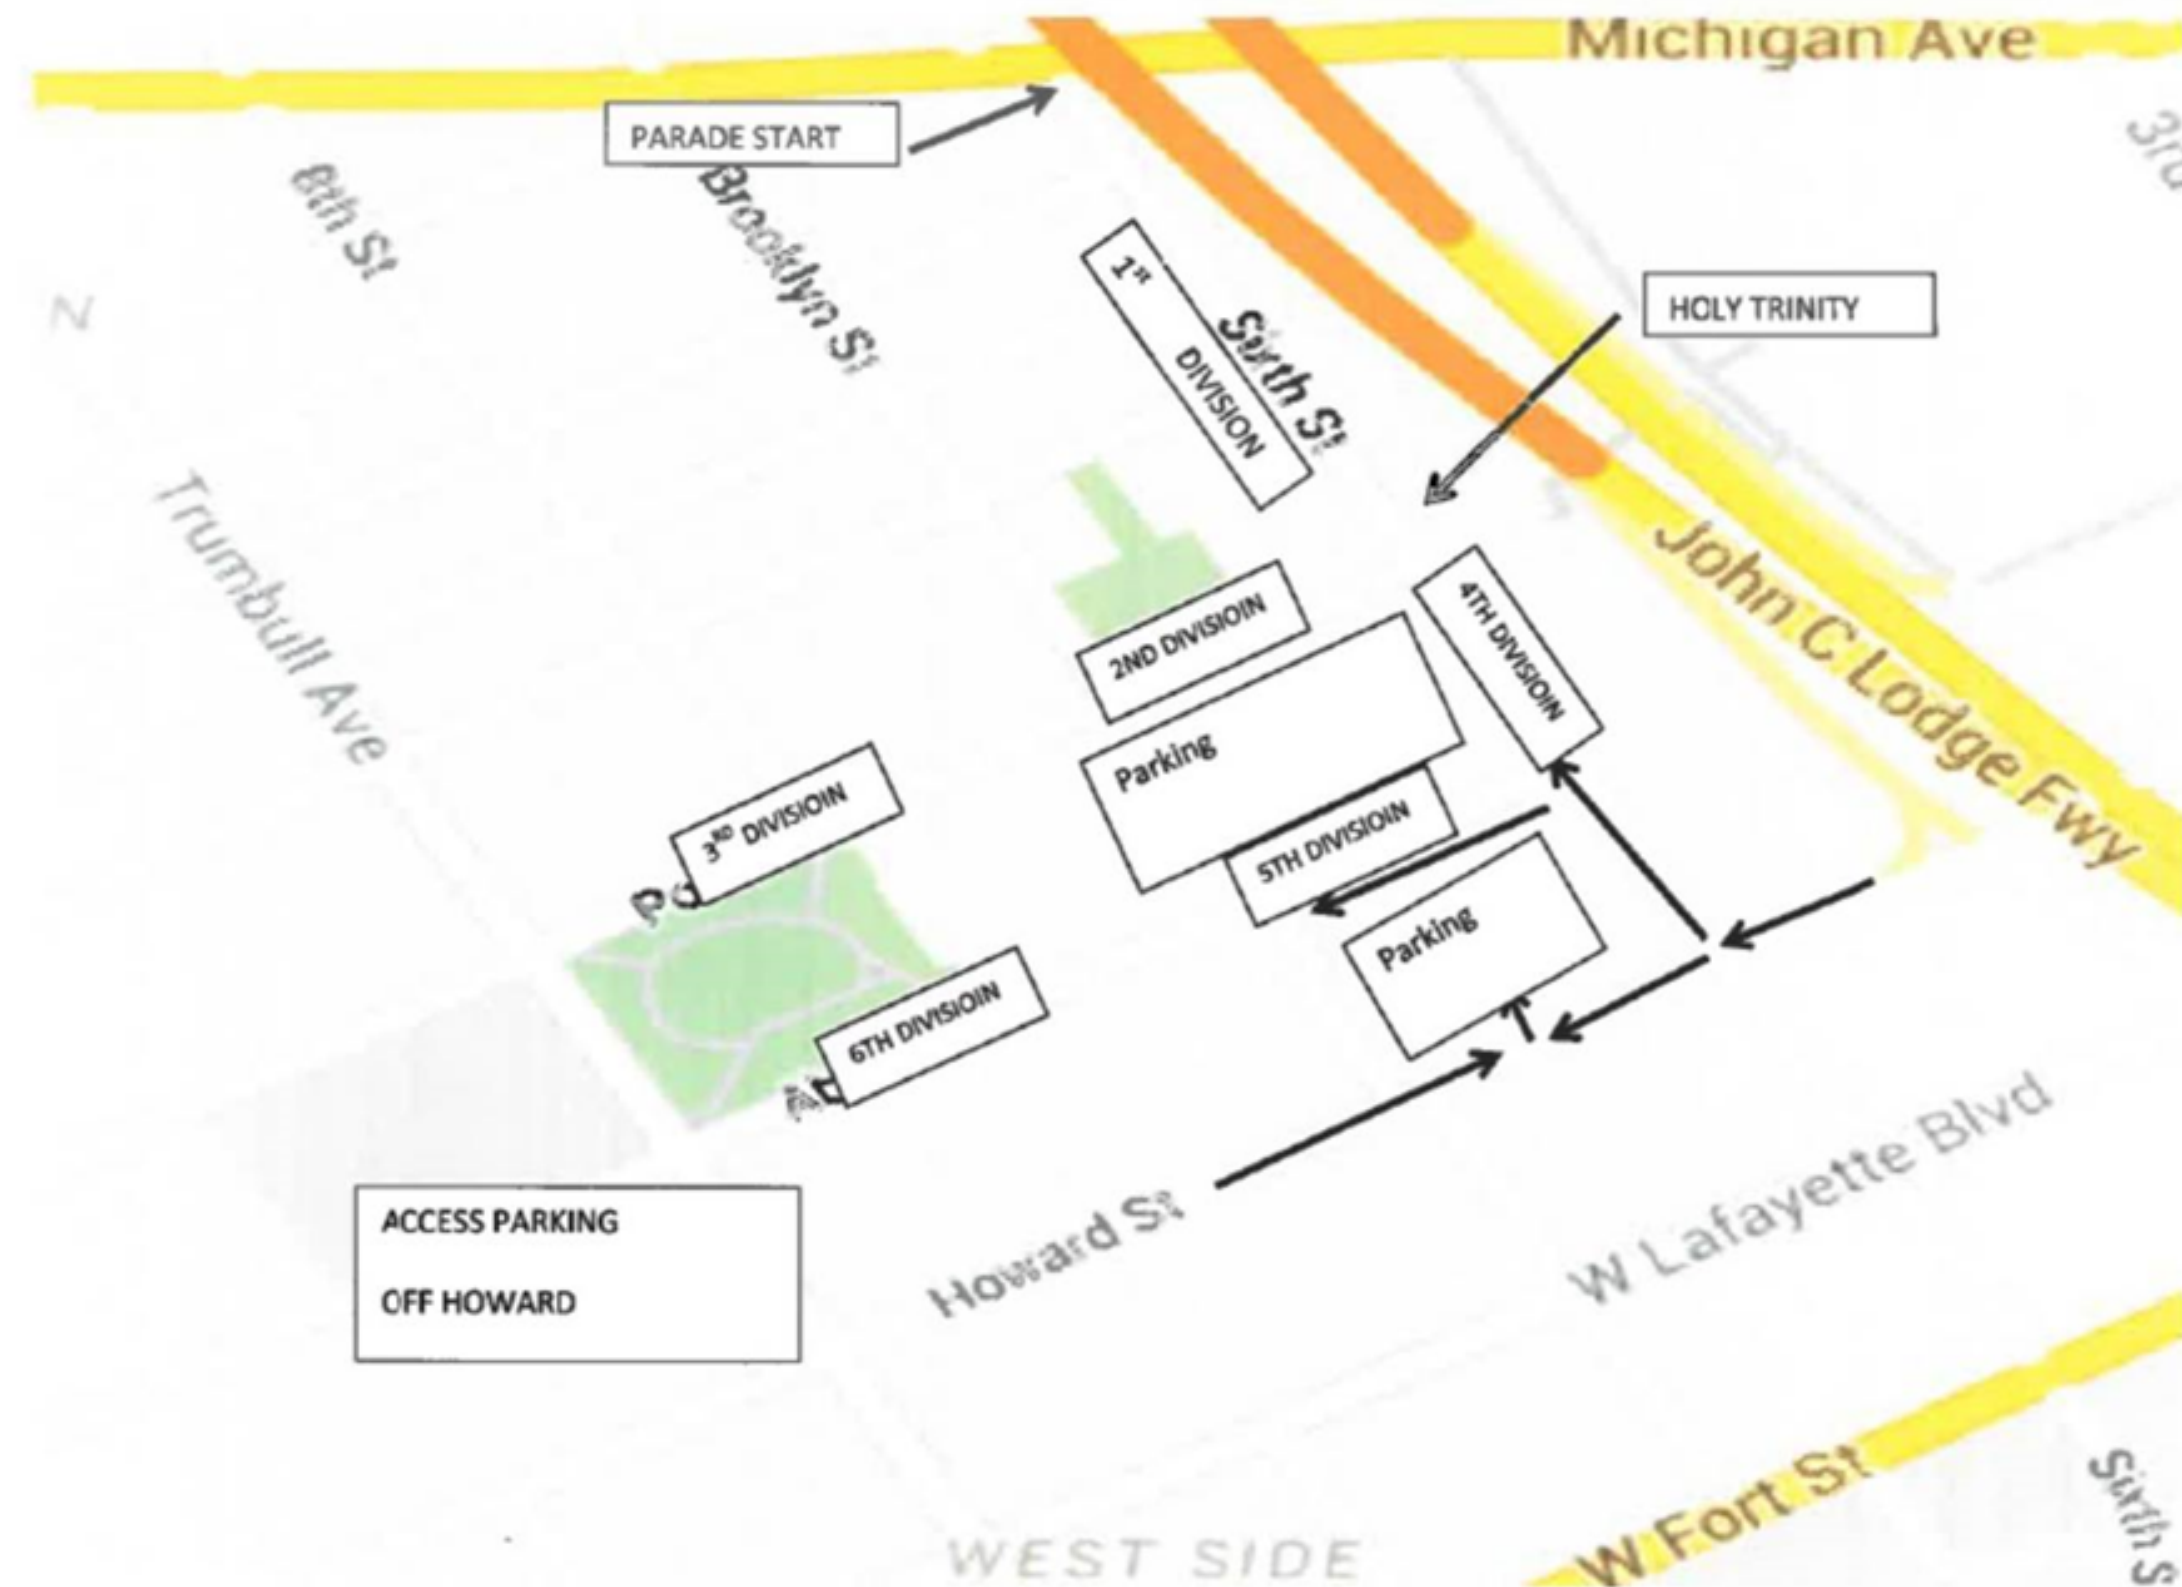 Michigan Ave
PARADE START
8th St
Brooklyn St
1ST DIVISION
Sixth St
HOLY TRINITY
N
Trumbull Ave
John C Lodge Fwy
2ND DIVISIOIN
4TH DIVISIOIN
Parking
3RD DIVISIOIN
5TH DIVISIOIN
Parking
6TH DIVISIOIN
ACCESS PARKING
OFF HOWARD
Howard St
W Lafayette Blvd
W Fort St
WEST SIDE